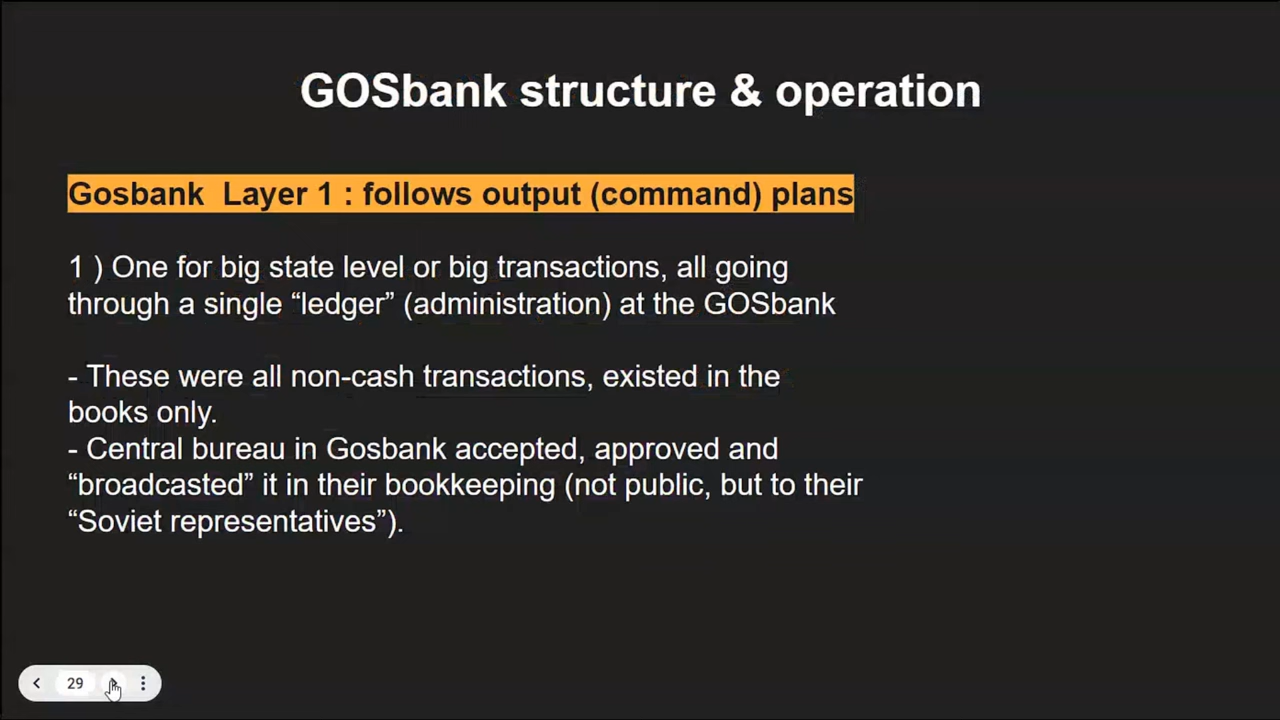 GOSbank structure & operation
Gosbank  Layer 1 : follows output (command) plans
1 ) One for big state level or big transactions, all going
through a single “ledger” (administration) at the GOSbank
- These were all non-cash transactions, existed in the
books only.
- Central bureau in Gosbank accepted, approved and
“broadcasted” it in their bookkeeping (not public, but to their
“Soviet representatives”).
29